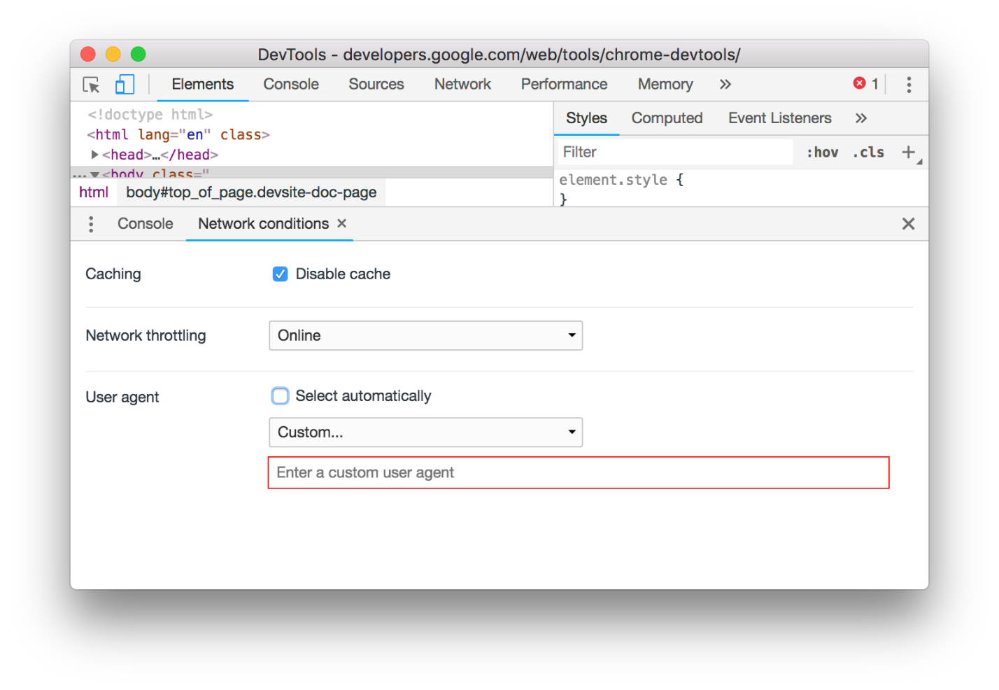 DevTools - developers.google.com/web/tools/chrome-devtools/
Elements Console Sources Network Performance Memory » 1
<!doctype html>
<html lang="en" class>
▶<head>…</head>
... ▼<body class="
html body#top_of_page.devsite-doc-page
Styles Computed Event Listeners »
Filter :hov .cls +
element.style {
}
Console Network conditions ×
Caching Disable cache
Network throttling Online
User agent Select automatically
Custom...
Enter a custom user agent